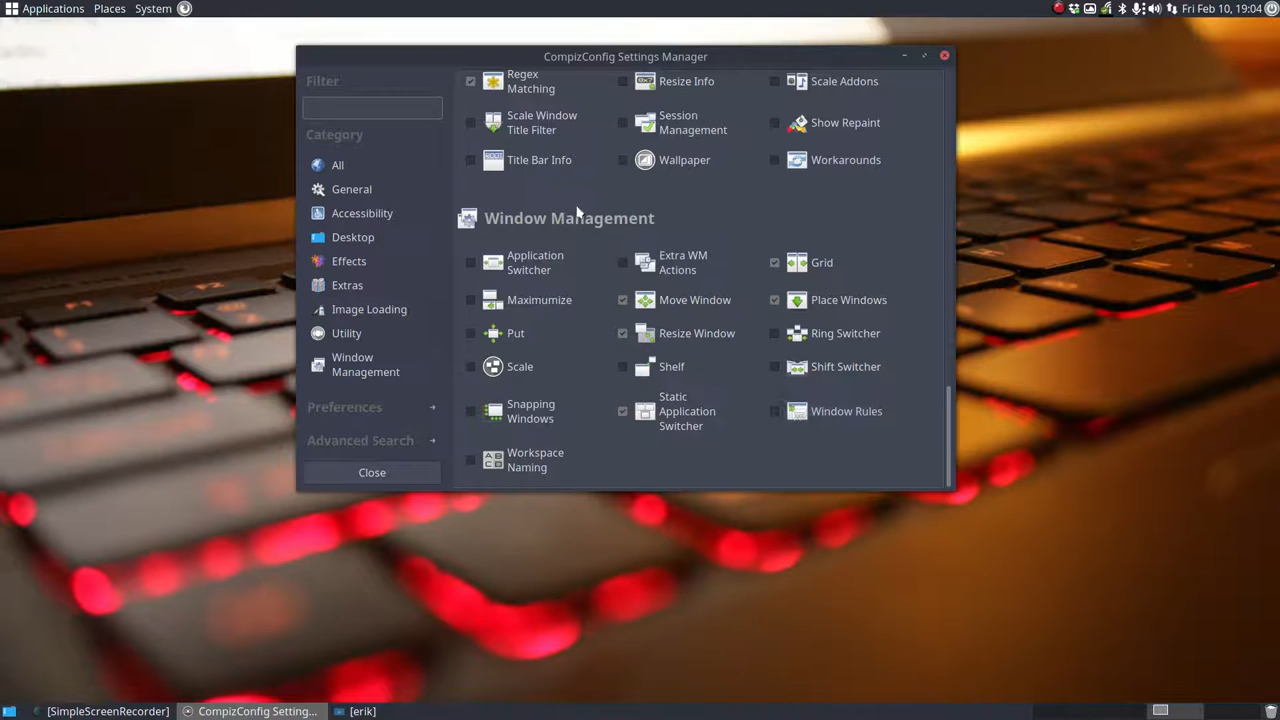 Applications Places System Fri Feb 10, 19:04
CompizConfig Settings Manager
Filter
Category
All
General
Accessibility
Desktop
Effects
Extras
Image Loading
Utility
Window
Management
Preferences
Advanced Search
Close
Regex
Matching
Resize Info
Scale Addons
Scale Window
Title Filter
Session
Management
Show Repaint
Title Bar Info
Wallpaper
Workarounds
Window Management
Application
Switcher
Extra WM
Actions
Grid
Maximumize
Move Window
Place Windows
Put
Resize Window
Ring Switcher
Scale
Shelf
Shift Switcher
Snapping
Windows
Static
Application
Switcher
Window Rules
Workspace
Naming
[SimpleScreenRecorder] CompizConfig Setting... [erik]